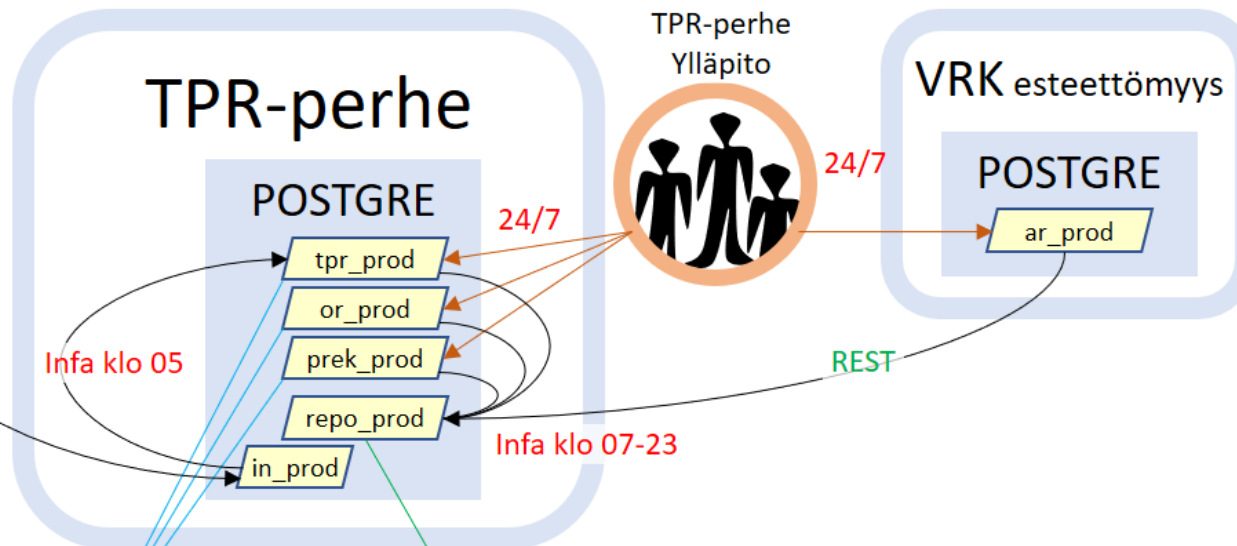 TPR-perhe
POSTGRE
tpr_prod
or_prod
prek_prod
repo_prod
in_prod
Infa klo 05
24/7
Infa klo 07-23
TPR-perhe
Ylläpito
24/7
REST
VRK esteettömyys
POSTGRE
ar_prod